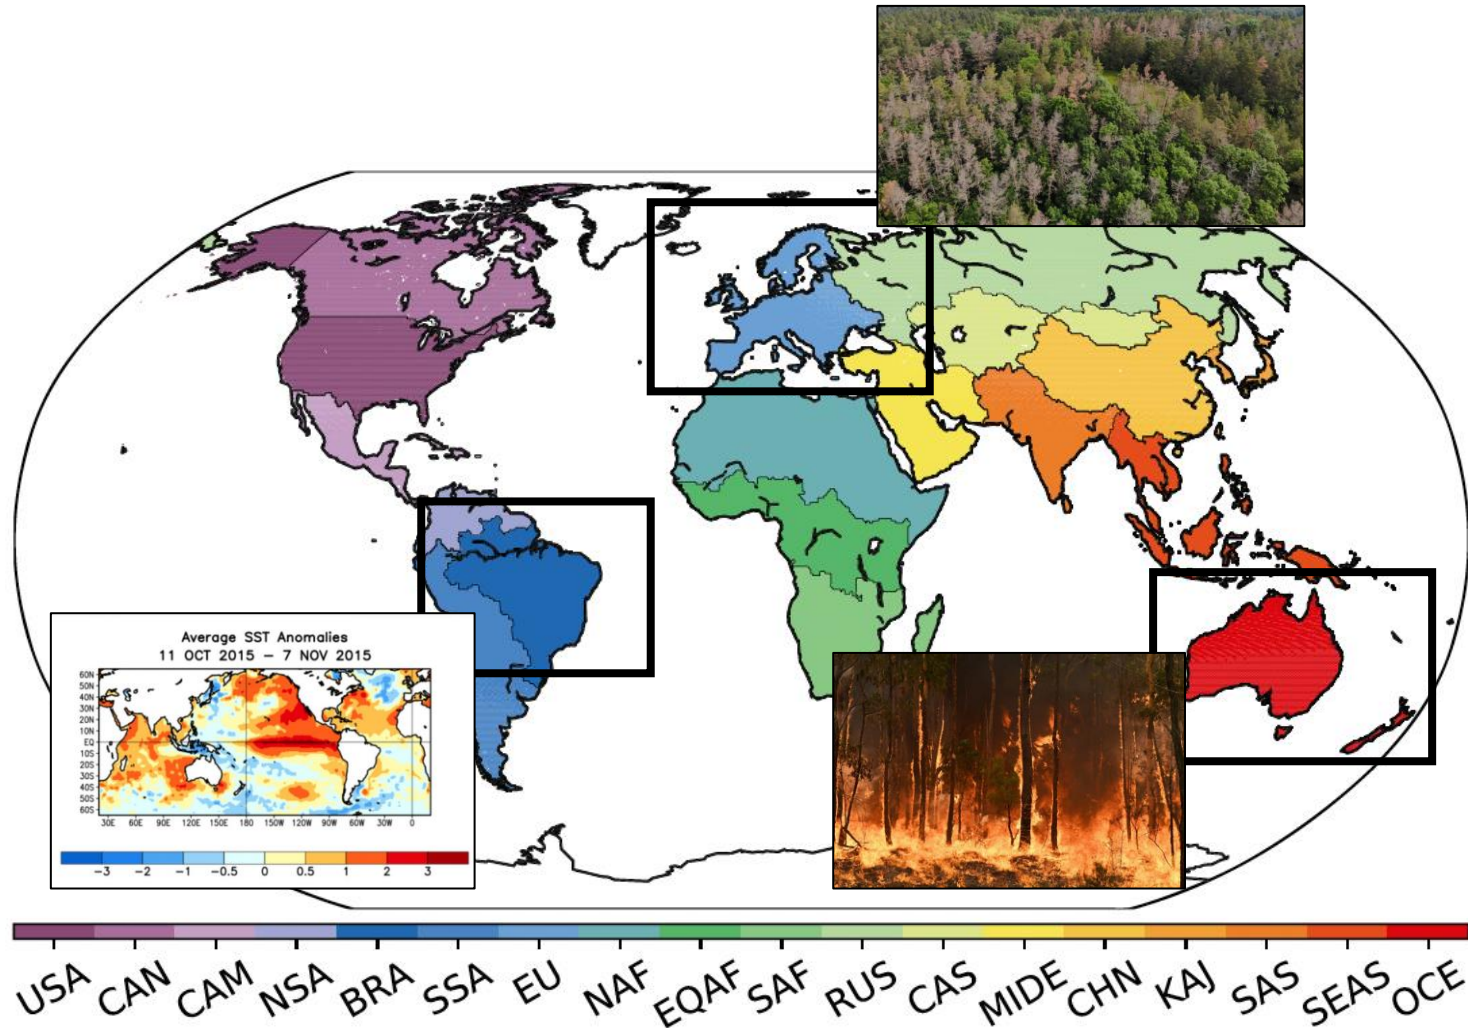 Average SST Anomalies
11 OCT 2015 – 7 NOV 2015
60N
50N
40N
30N
20N
10N
EQ
10S
20S
30S
40S
50S
60S
30E 60E 90E 120E 150E 180 150W 120W 90W 60W 30W 0
-3 -2 -1 -0.5 0 0.5 1 2 3
USA CAN CAM NSA BRA SSA EU NAF EQAF SAF RUS CAS MIDE CHN KAJ SAS SEAS OCE